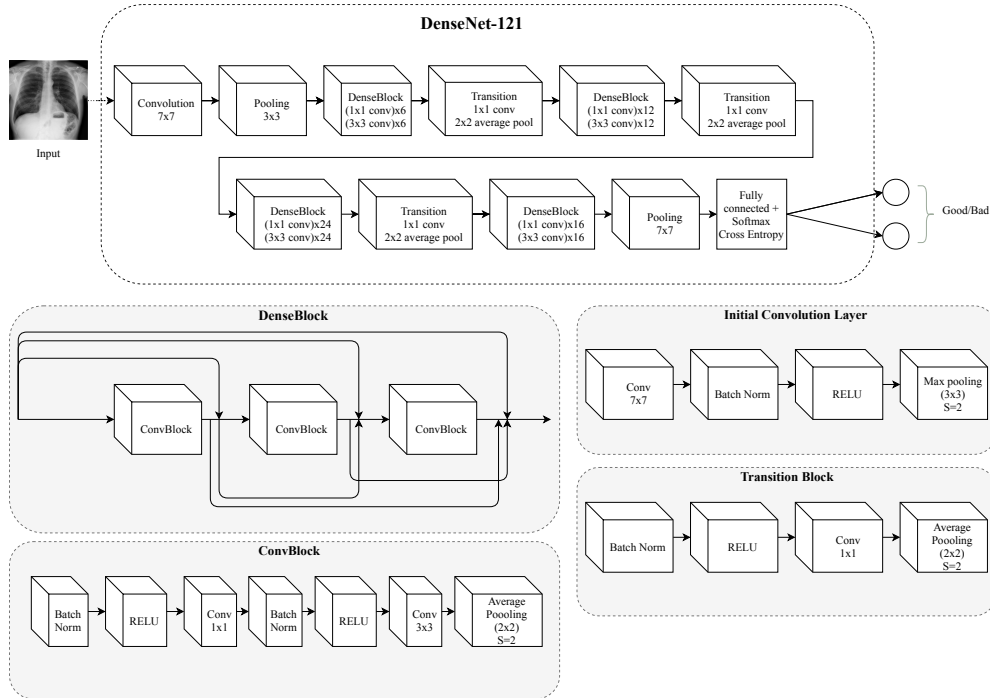 DenseNet-121
Input
Convolution
7x7
Pooling
3x3
DenseBlock
(1x1 conv)x6
(3x3 conv)x6
Transition
1x1 conv
2x2 average pool
DenseBlock
(1x1 conv)x12
(3x3 conv)x12
Transition
1x1 conv
2x2 average pool
DenseBlock
(1x1 conv)x24
(3x3 conv)x24
Transition
1x1 conv
2x2 average pool
DenseBlock
(1x1 conv)x16
(3x3 conv)x16
Pooling
7x7
Fully
connected +
Softmax
Cross Entropy
Good/Bad
DenseBlock
ConvBlock
ConvBlock
ConvBlock
Initial Convolution Layer
Conv
7x7
Batch Norm
RELU
Max pooling
(3x3)
S=2
Transition Block
Batch Norm
RELU
Conv
1x1
Average
Poooling
(2x2)
S=2
ConvBlock
Batch
Norm
RELU
Conv
1x1
Batch
Norm
RELU
Conv
3x3
Average
Poooling
(2x2)
S=2